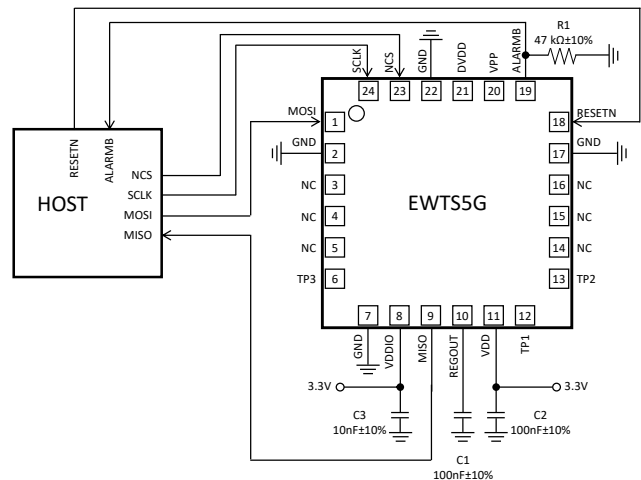 R1
47 kΩ±10%
SCLK
NCS
GND
DVDD
VPP
ALARMB
24
23
22
21
20
19
MOSI
1
18
RESETN
GND
2
17
GND
NC
3
16
NC
NC
4
15
NC
NC
5
14
NC
TP3
6
13
TP2
EWTS5G
RESETN
ALARMB
HOST
NCS
SCLK
MOSI
MISO
7
8
9
10
11
12
GND
VDDIO
MISO
REGOUT
VDD
TP1
3.3V
3.3V
C3
10nF±10%
C2
100nF±10%
C1
100nF±10%